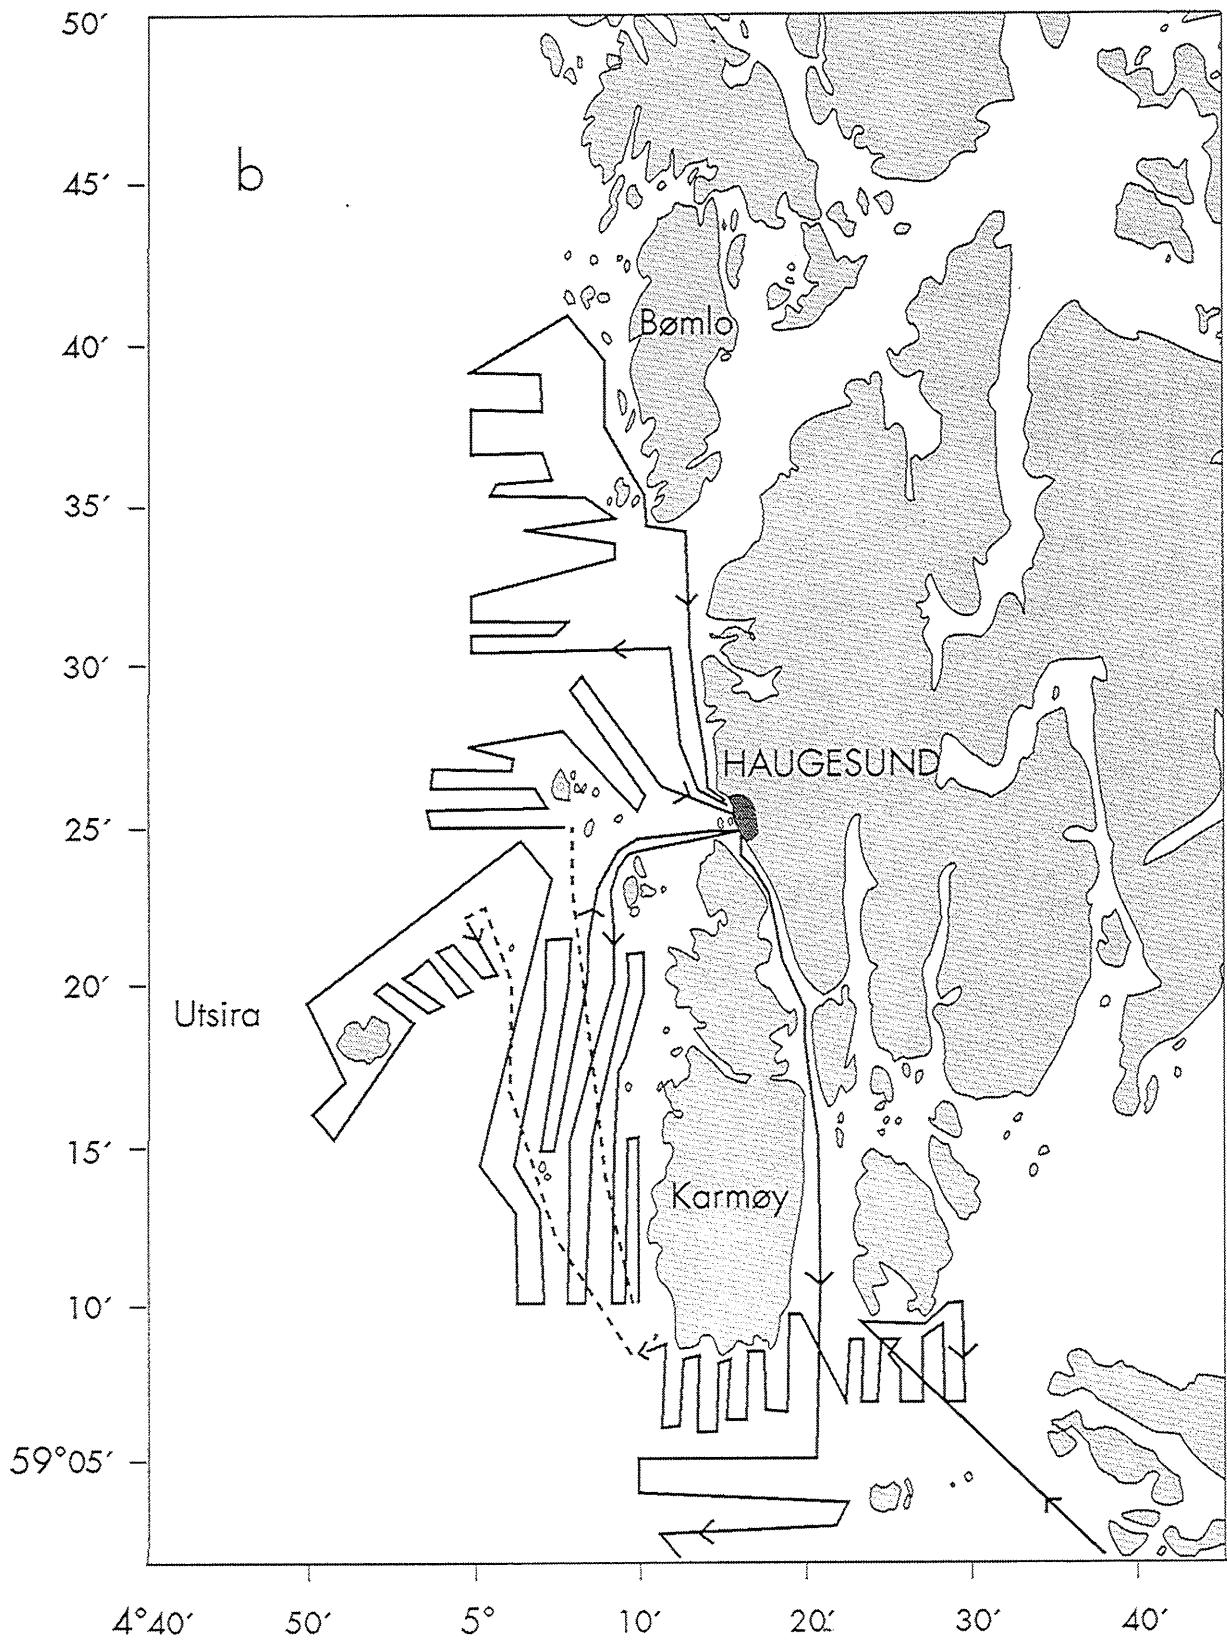 50′
b
45′
Bømlo
40′
35′
30′
HAUGESUND
25′
20′
Utsira
15′
Karmøy
10′
59°05′
4°40′ 50′ 5° 10′ 20′ 30′ 40′